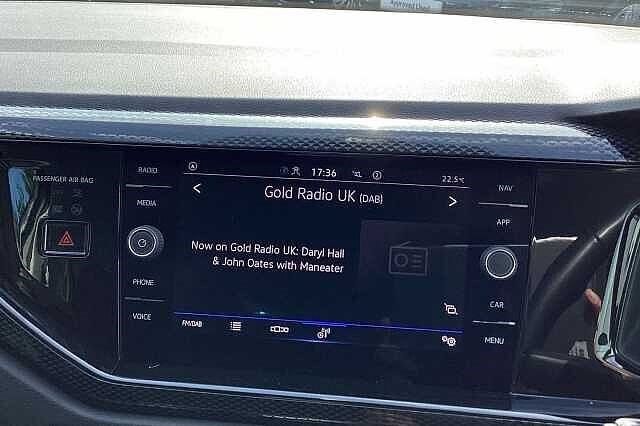 PASSENGER AIR BAG
RADIO
MEDIA
PHONE
VOICE
17:36
22.5°C
Gold Radio UK (DAB)
Now on Gold Radio UK: Daryl Hall
& John Oates with Maneater
FM/DAB
NAV
APP
CAR
MENU